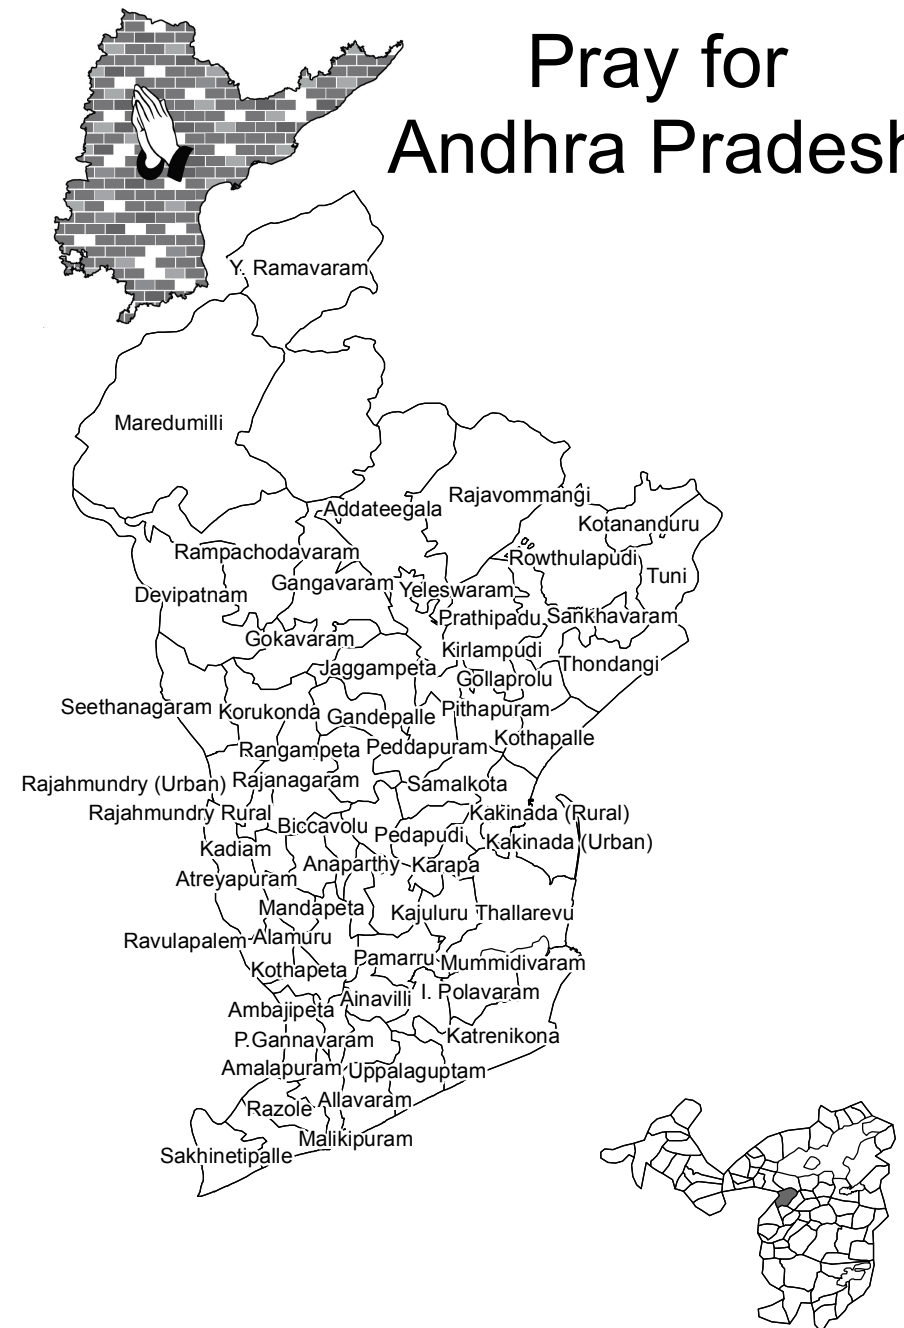 Pray for
Andhra Pradesh
Y. Ramavaram
Maredumilli
Rajavommangi
Addateegala
Kotananduru
Rampachodavaram
Rowthulapudi
Tuni
Gangavaram
Yeleswaram
Devipatnam
Prathipadu
Sankhavaram
Gokavaram
Kirlampudi
Jaggampeta
Thondangi
Gollaprolu
Seethanagaram
Korukonda
Gandepalle
Pithapuram
Rangampeta
Peddapuram
Kothapalle
Rajahmundry (Urban)
Rajanagaram
Samalkota
Rajahmundry Rural
Kakinada (Rural)
Biccavolu
Pedapudi
Kakinada (Urban)
Kadiam
Anaparthy
Karapa
Atreyapuram
Mandapeta
Kajuluru
Thallarevu
Ravulapalem
Alamuru
Pamarru
Mummidivaram
Kothapeta
Ainavilli
I. Polavaram
Ambajipeta
P.Gannavaram
Katrenikona
Amalapuram
Uppalaguptam
Razole
Allavaram
Malikipuram
Sakhinetipalle